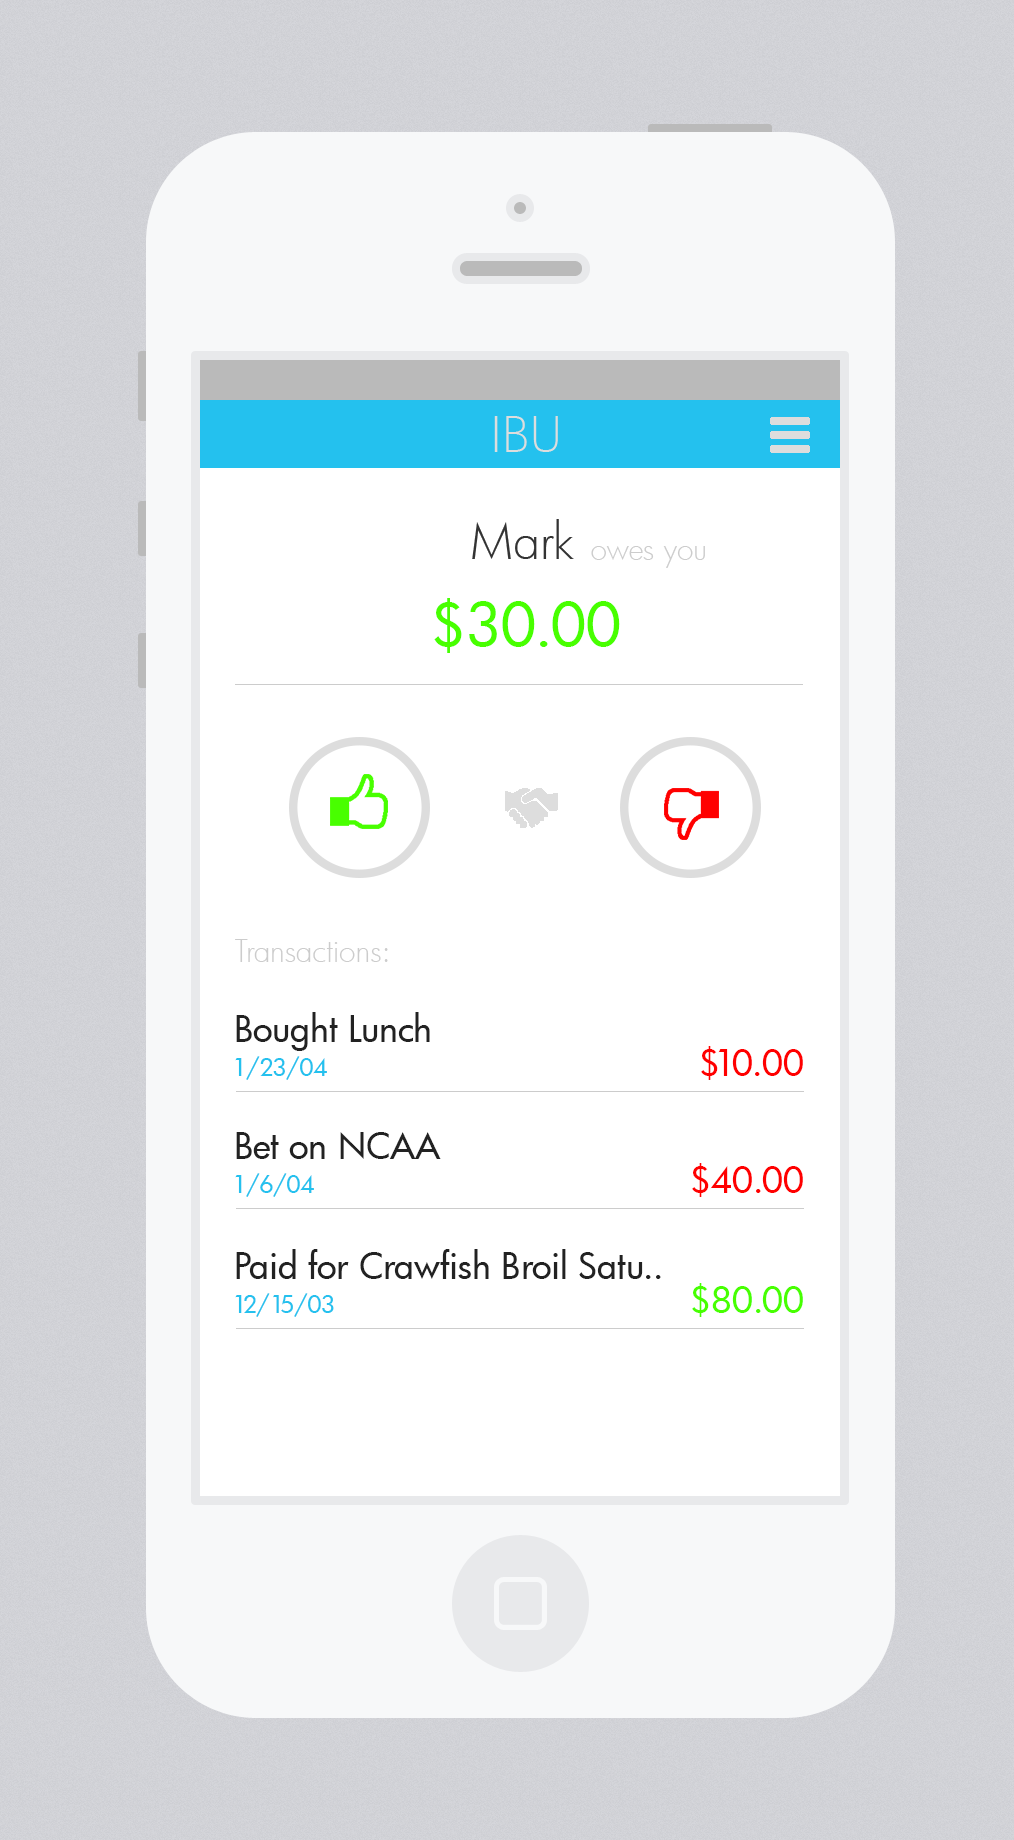 IBU
Mark owes you
$30.00
Transactions:
Bought Lunch
1/23/04
$10.00
Bet on NCAA
1/6/04
$40.00
Paid for Crawfish Broil Satu..
12/15/03
$80.00